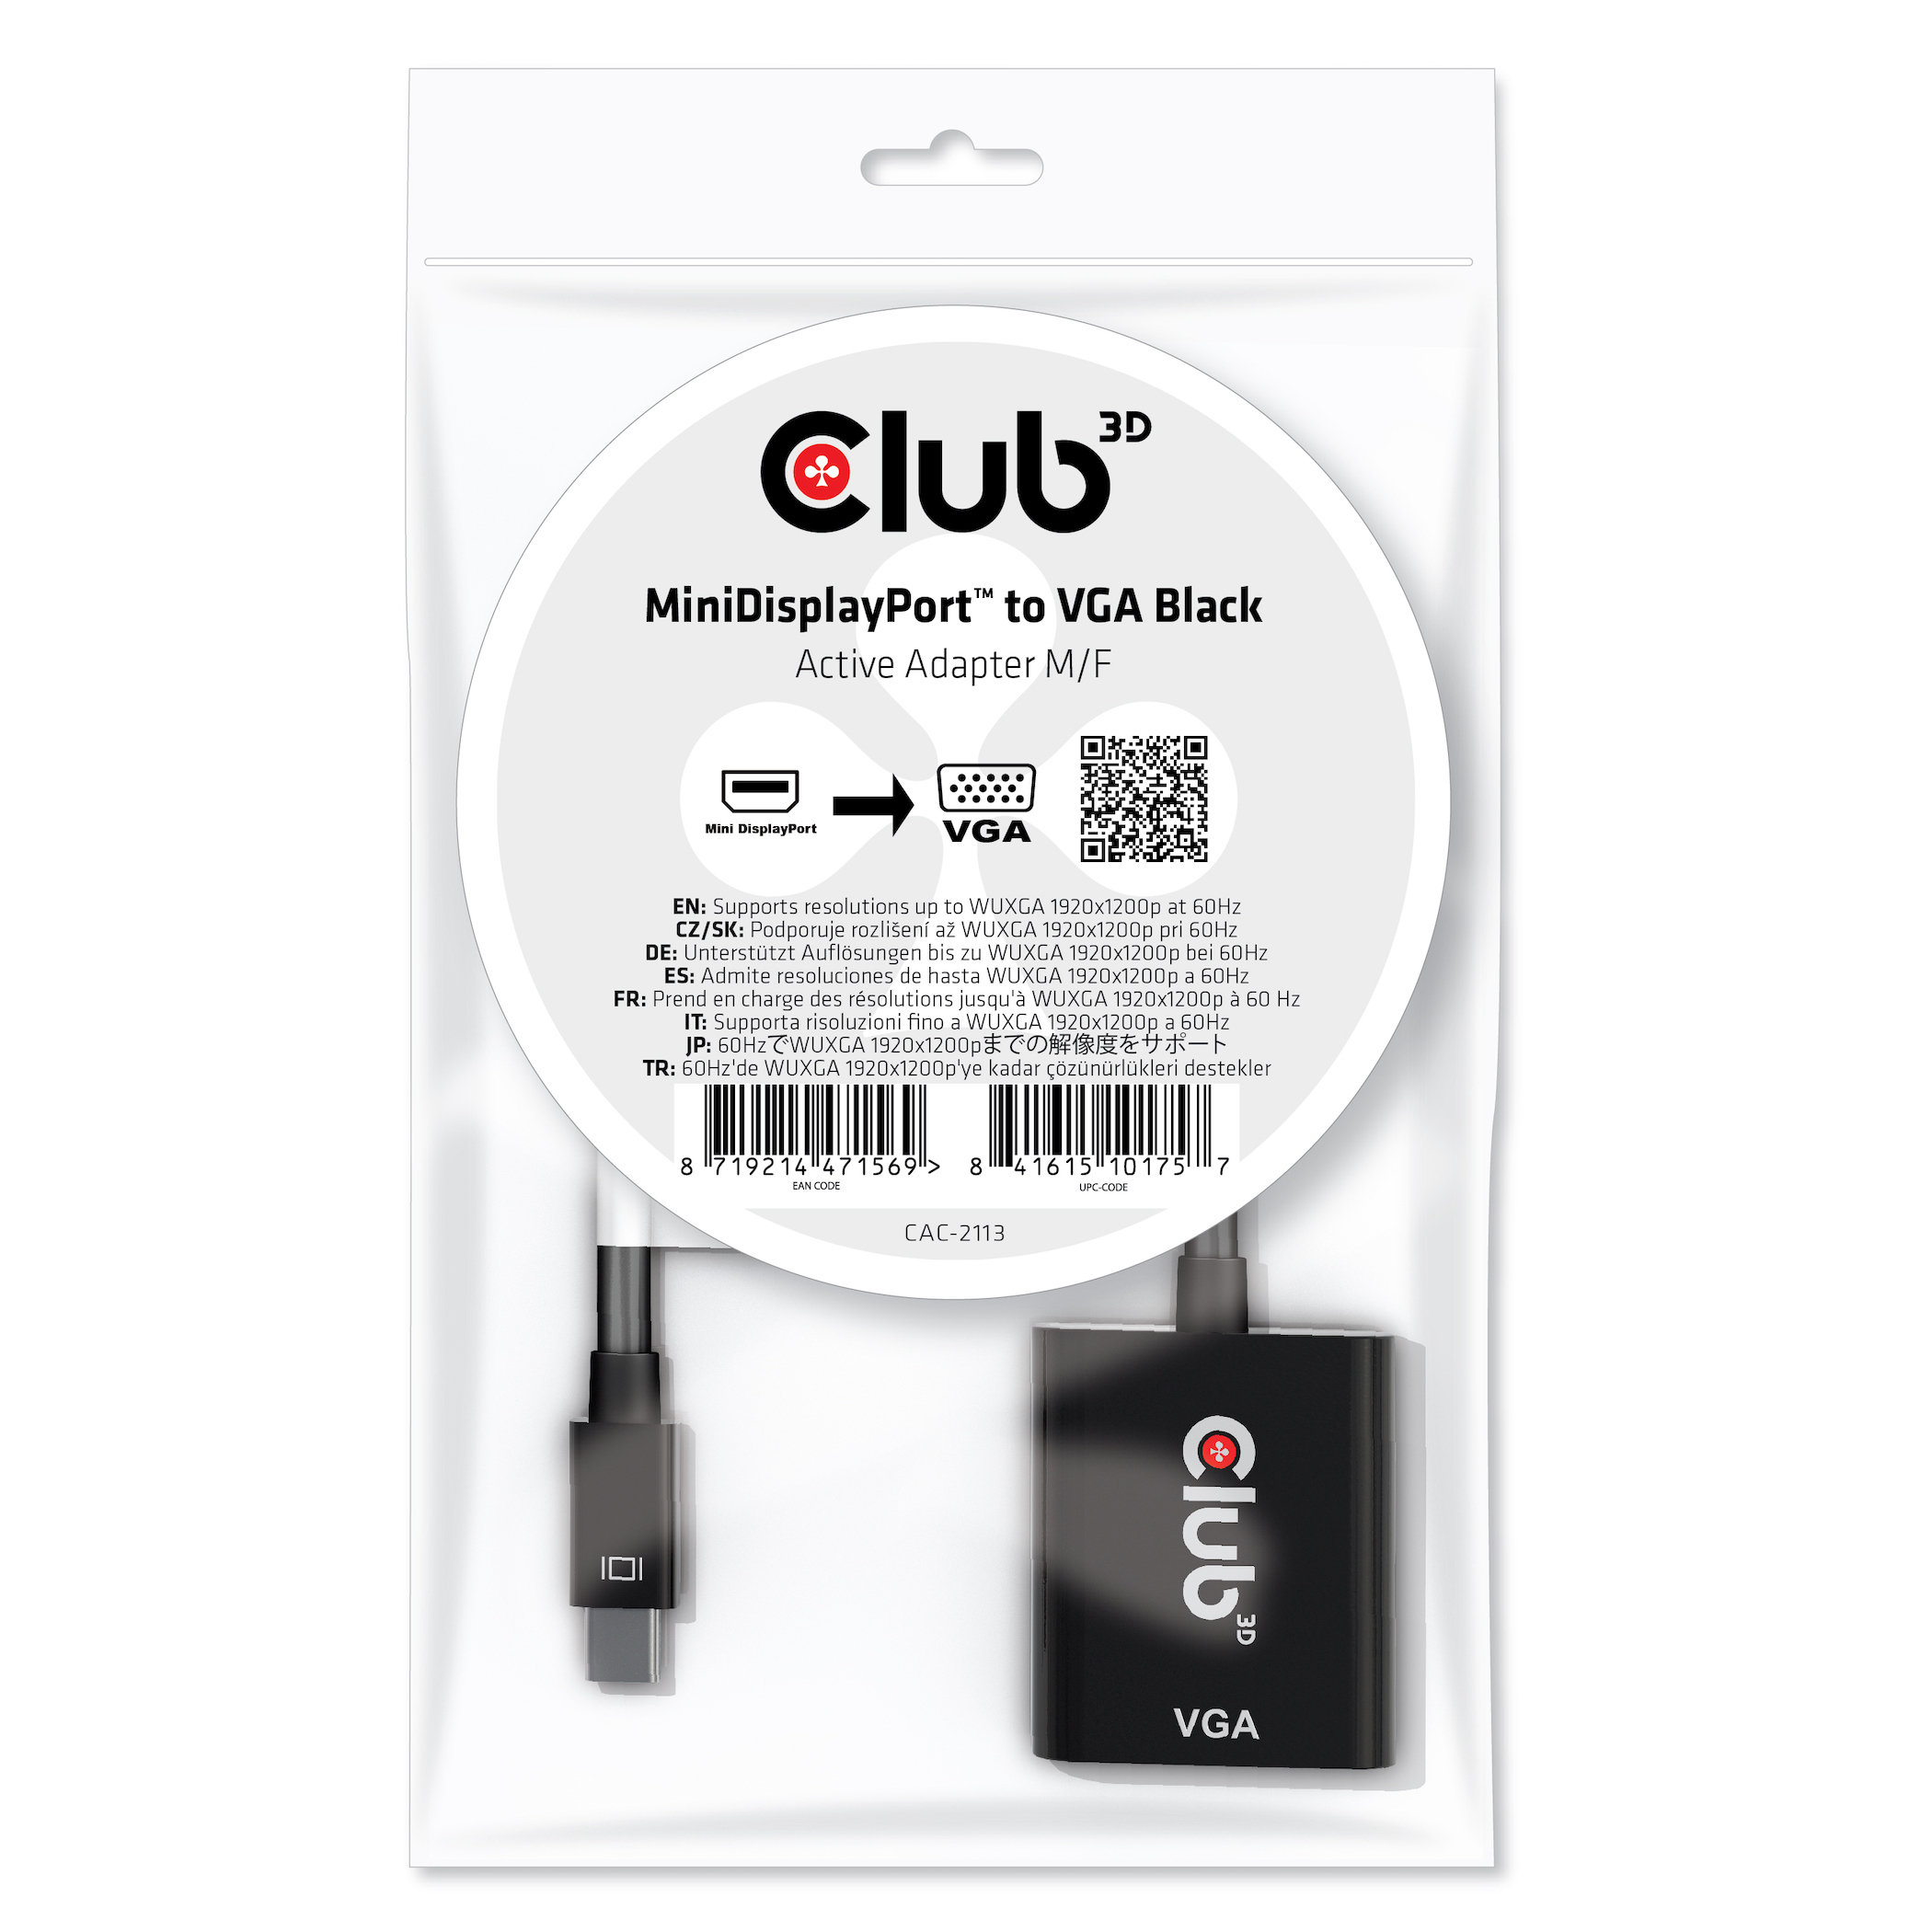 Club 3D
MiniDisplayPort™ to VGA Black
Active Adapter M/F
Mini DisplayPort
VGA
EN: Supports resolutions up to WUXGA 1920x1200p at 60Hz
CZ/SK: Podporuje rozlišení až WUXGA 1920x1200p pri 60Hz
DE: Unterstützt Auflösungen bis zu WUXGA 1920x1200p bei 60Hz
ES: Admite resoluciones de hasta WUXGA 1920x1200p a 60Hz
FR: Prend en charge des résolutions jusqu'à WUXGA 1920x1200p à 60 Hz
IT: Supporta risoluzioni fino a WUXGA 1920x1200p a 60Hz
JP: 60HzでWUXGA 1920x1200pまでの解像度をサポート
TR: 60Hz'de WUXGA 1920x1200p'ye kadar çözünürlükleri destekler
8 719214 471569 >
8 41615 10175 7
EAN CODE
UPC-CODE
CAC-2113
Club 3D
VGA